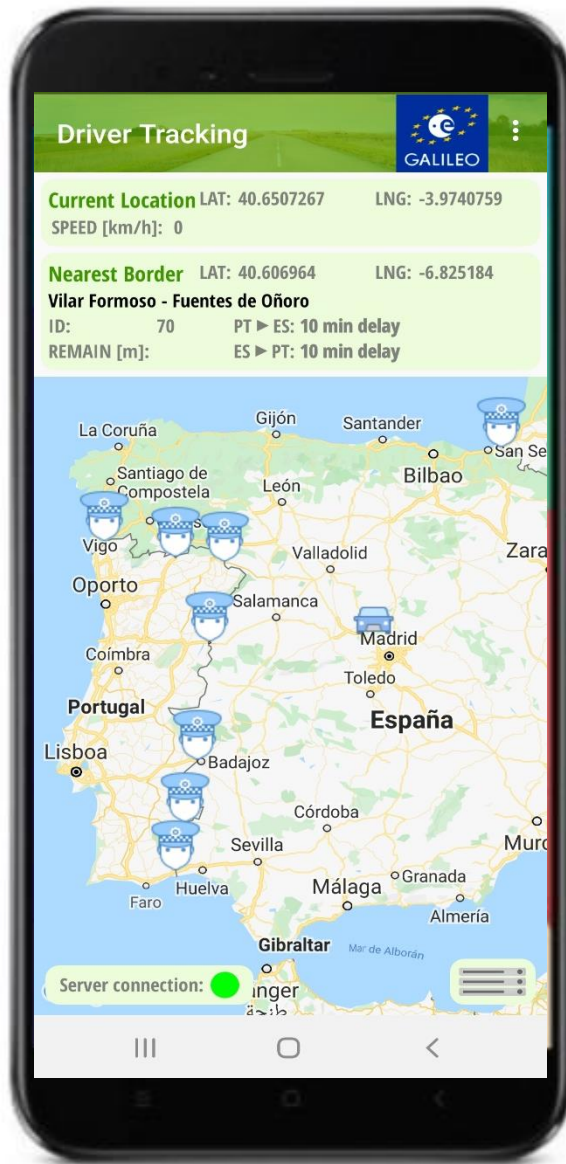 Driver Tracking
GALILEO
Current Location LAT: 40.6507267 LNG: -3.9740759
SPEED [km/h]: 0
Nearest Border LAT: 40.606964 LNG: -6.825184
Vilar Formoso - Fuentes de Oñoro
ID: 70 PT ► ES: 10 min delay
REMAIN [m]: ES ► PT: 10 min delay
La Coruña
Gijón
Santander
San Se
Santiago de
Compostela
León
Bilbao
Vigo
Valladolid
Zara
Oporto
Salamanca
Madrid
Coímbra
Toledo
Portugal
España
Lisboa
Badajoz
Córdoba
Sevilla
Murc
Huelva
Málaga
Granada
Faro
Almería
Gibraltar
Mar de Alborán
Server connection:
anger